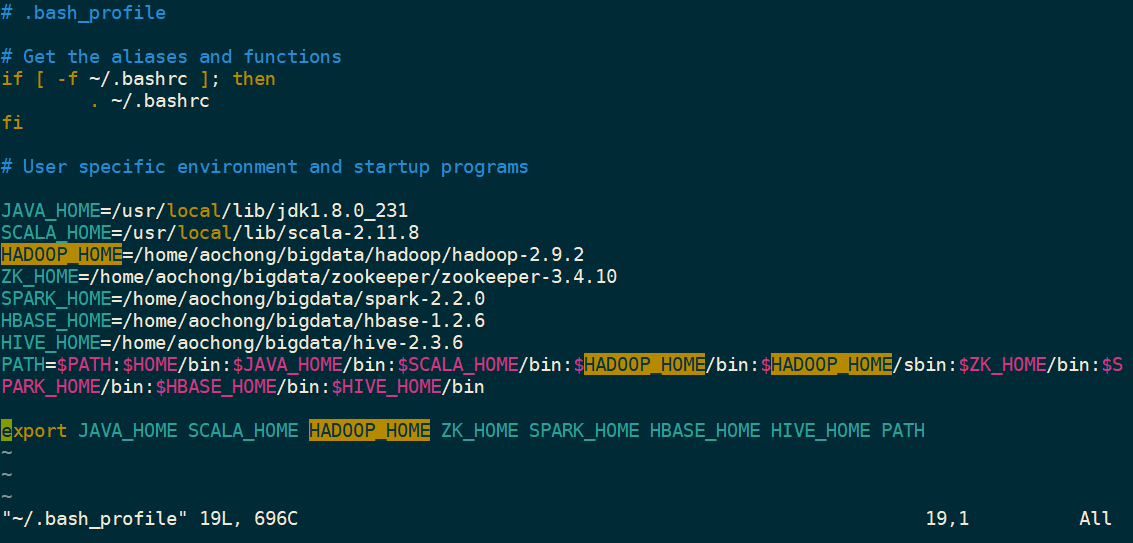 # .bash_profile
# Get the aliases and functions
if [ -f ~/.bashrc ]; then
        . ~/.bashrc
fi
# User specific environment and startup programs
JAVA_HOME=/usr/local/lib/jdk1.8.0_231
SCALA_HOME=/usr/local/lib/scala-2.11.8
HADOOP_HOME=/home/aochong/bigdata/hadoop/hadoop-2.9.2
ZK_HOME=/home/aochong/bigdata/zookeeper/zookeeper-3.4.10
SPARK_HOME=/home/aochong/bigdata/spark-2.2.0
HBASE_HOME=/home/aochong/bigdata/hbase-1.2.6
HIVE_HOME=/home/aochong/bigdata/hive-2.3.6
PATH=$PATH:$HOME/bin:$JAVA_HOME/bin:$SCALA_HOME/bin:$HADOOP_HOME/bin:$HADOOP_HOME/sbin:$ZK_HOME/bin:$S
PARK_HOME/bin:$HBASE_HOME/bin:$HIVE_HOME/bin
export JAVA_HOME SCALA_HOME HADOOP_HOME ZK_HOME SPARK_HOME HBASE_HOME HIVE_HOME PATH
~
~
~
"~/.bash_profile" 19L, 696C 19,1 All